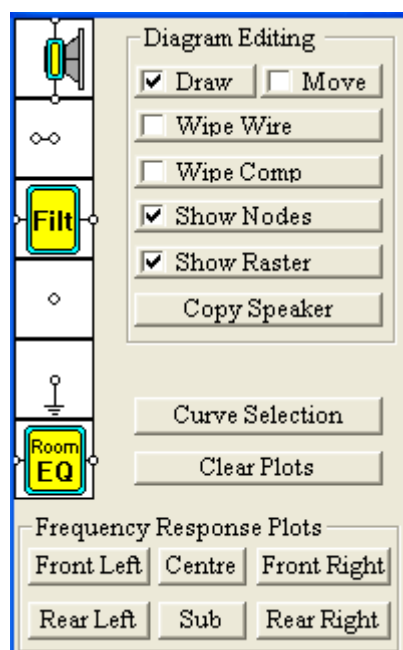 Diagram Editing
Draw Move
Wipe Wire
Wipe Comp
Filt
Show Nodes
Show Raster
Copy Speaker
Curve Selection
Room
EQ
Clear Plots
Frequency Response Plots
Front Left Centre Front Right
Rear Left Sub Rear Right